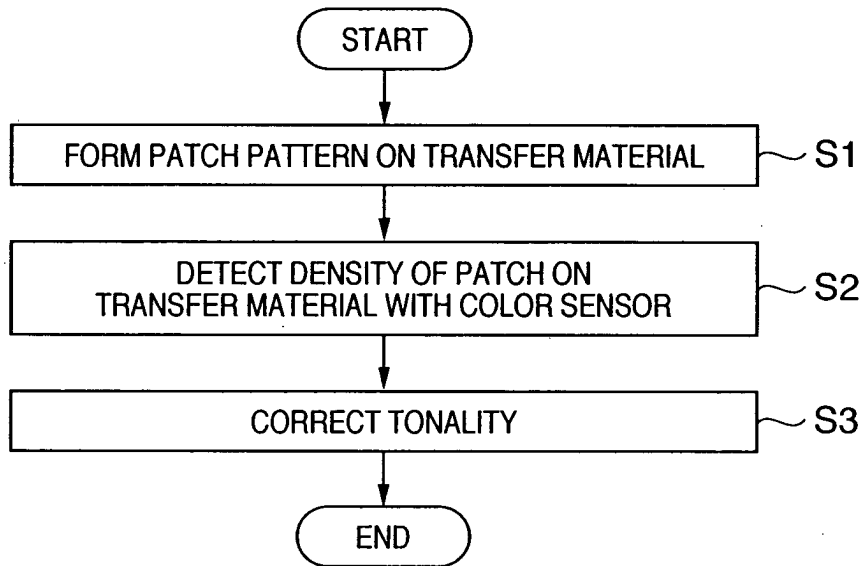 START
FORM PATCH PATTERN ON TRANSFER MATERIAL
S1
DETECT DENSITY OF PATCH ON
TRANSFER MATERIAL WITH COLOR SENSOR
S2
CORRECT TONALITY
S3
END